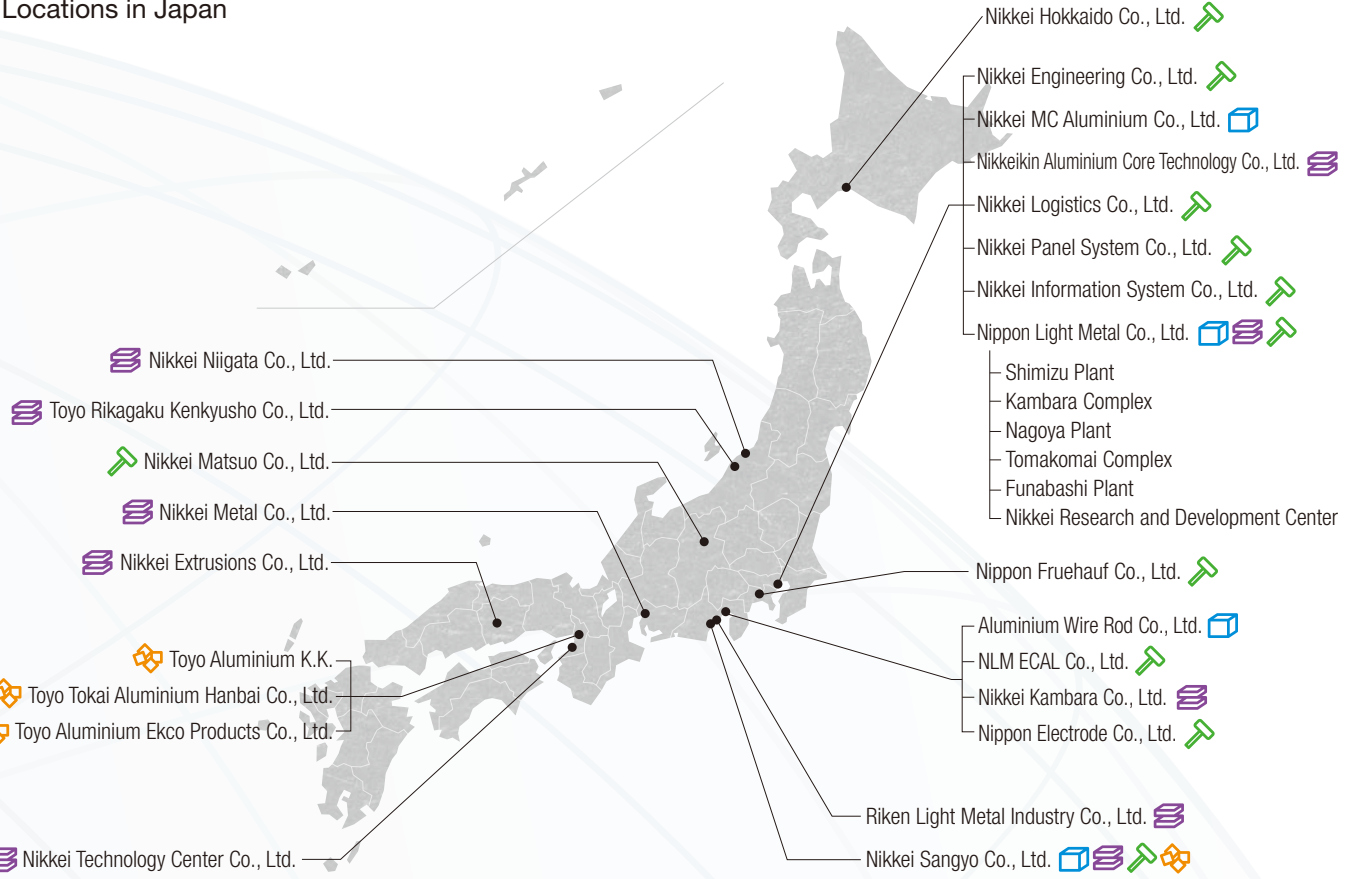 Locations in Japan
Nikkei Hokkaido Co., Ltd.
Nikkei Engineering Co., Ltd.
Nikkei MC Aluminium Co., Ltd.
Nikkeikin Aluminium Core Technology Co., Ltd.
Nikkei Logistics Co., Ltd.
Nikkei Panel System Co., Ltd.
Nikkei Information System Co., Ltd.
Nippon Light Metal Co., Ltd.
Shimizu Plant
Kambara Complex
Nagoya Plant
Tomakomai Complex
Funabashi Plant
Nikkei Research and Development Center
Nikkei Niigata Co., Ltd.
Toyo Rikagaku Kenkyusho Co., Ltd.
Nikkei Matsuo Co., Ltd.
Nikkei Metal Co., Ltd.
Nikkei Extrusions Co., Ltd.
Toyo Aluminium K.K.
Toyo Tokai Aluminium Hanbai Co., Ltd.
Toyo Aluminium Ekco Products Co., Ltd.
Nikkei Technology Center Co., Ltd.
Nippon Fruehauf Co., Ltd.
Aluminium Wire Rod Co., Ltd.
NLM ECAL Co., Ltd.
Nikkei Kambara Co., Ltd.
Nippon Electrode Co., Ltd.
Riken Light Metal Industry Co., Ltd.
Nikkei Sangyo Co., Ltd.